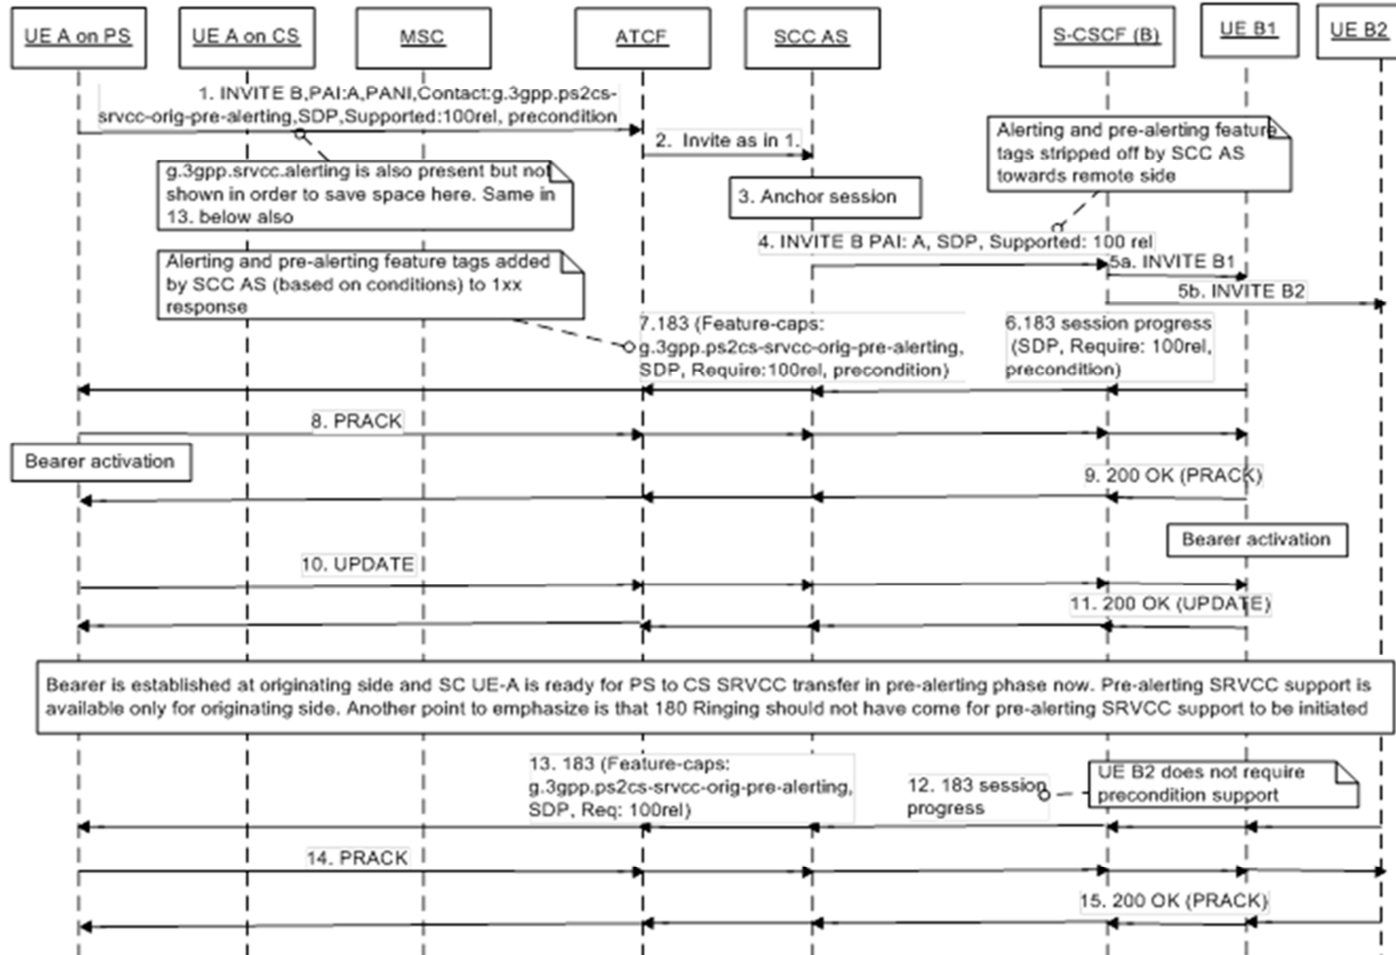 UE A on PS
UE A on CS
MSC
ATCF
SCC AS
S-CSCF (B)
UE B1
UE B2
1. INVITE B,PAI:A,PANI,Contact:g.3gpp.ps2cs-
srvcc-orig-pre-alerting,SDP,Supported:100rel, precondition
2. Invite as in 1.
Alerting and pre-alerting feature
tags stripped off by SCC AS
towards remote side
g.3gpp.srvcc.alerting is also present but not
shown in order to save space here. Same in
13. below also
3. Anchor session
4. INVITE B PAI: A, SDP, Supported: 100 rel
5a. INVITE B1
Alerting and pre-alerting feature tags added
by SCC AS (based on conditions) to 1xx
response
5b. INVITE B2
7.183 (Feature-caps:
g.3gpp.ps2cs-srvcc-orig-pre-alerting,
SDP, Require:100rel, precondition)
6.183 session progress
(SDP, Require: 100rel,
precondition)
8. PRACK
Bearer activation
9. 200 OK (PRACK)
Bearer activation
10. UPDATE
11. 200 OK (UPDATE)
Bearer is established at originating side and SC UE-A is ready for PS to CS SRVCC transfer in pre-alerting phase now. Pre-alerting SRVCC support is
available only for originating side. Another point to emphasize is that 180 Ringing should not have come for pre-alerting SRVCC support to be initiated
13. 183 (Feature-caps:
g.3gpp.ps2cs-srvcc-orig-pre-alerting,
SDP, Req: 100rel)
12. 183 session
progress
UE B2 does not require
precondition support
14. PRACK
15. 200 OK (PRACK)